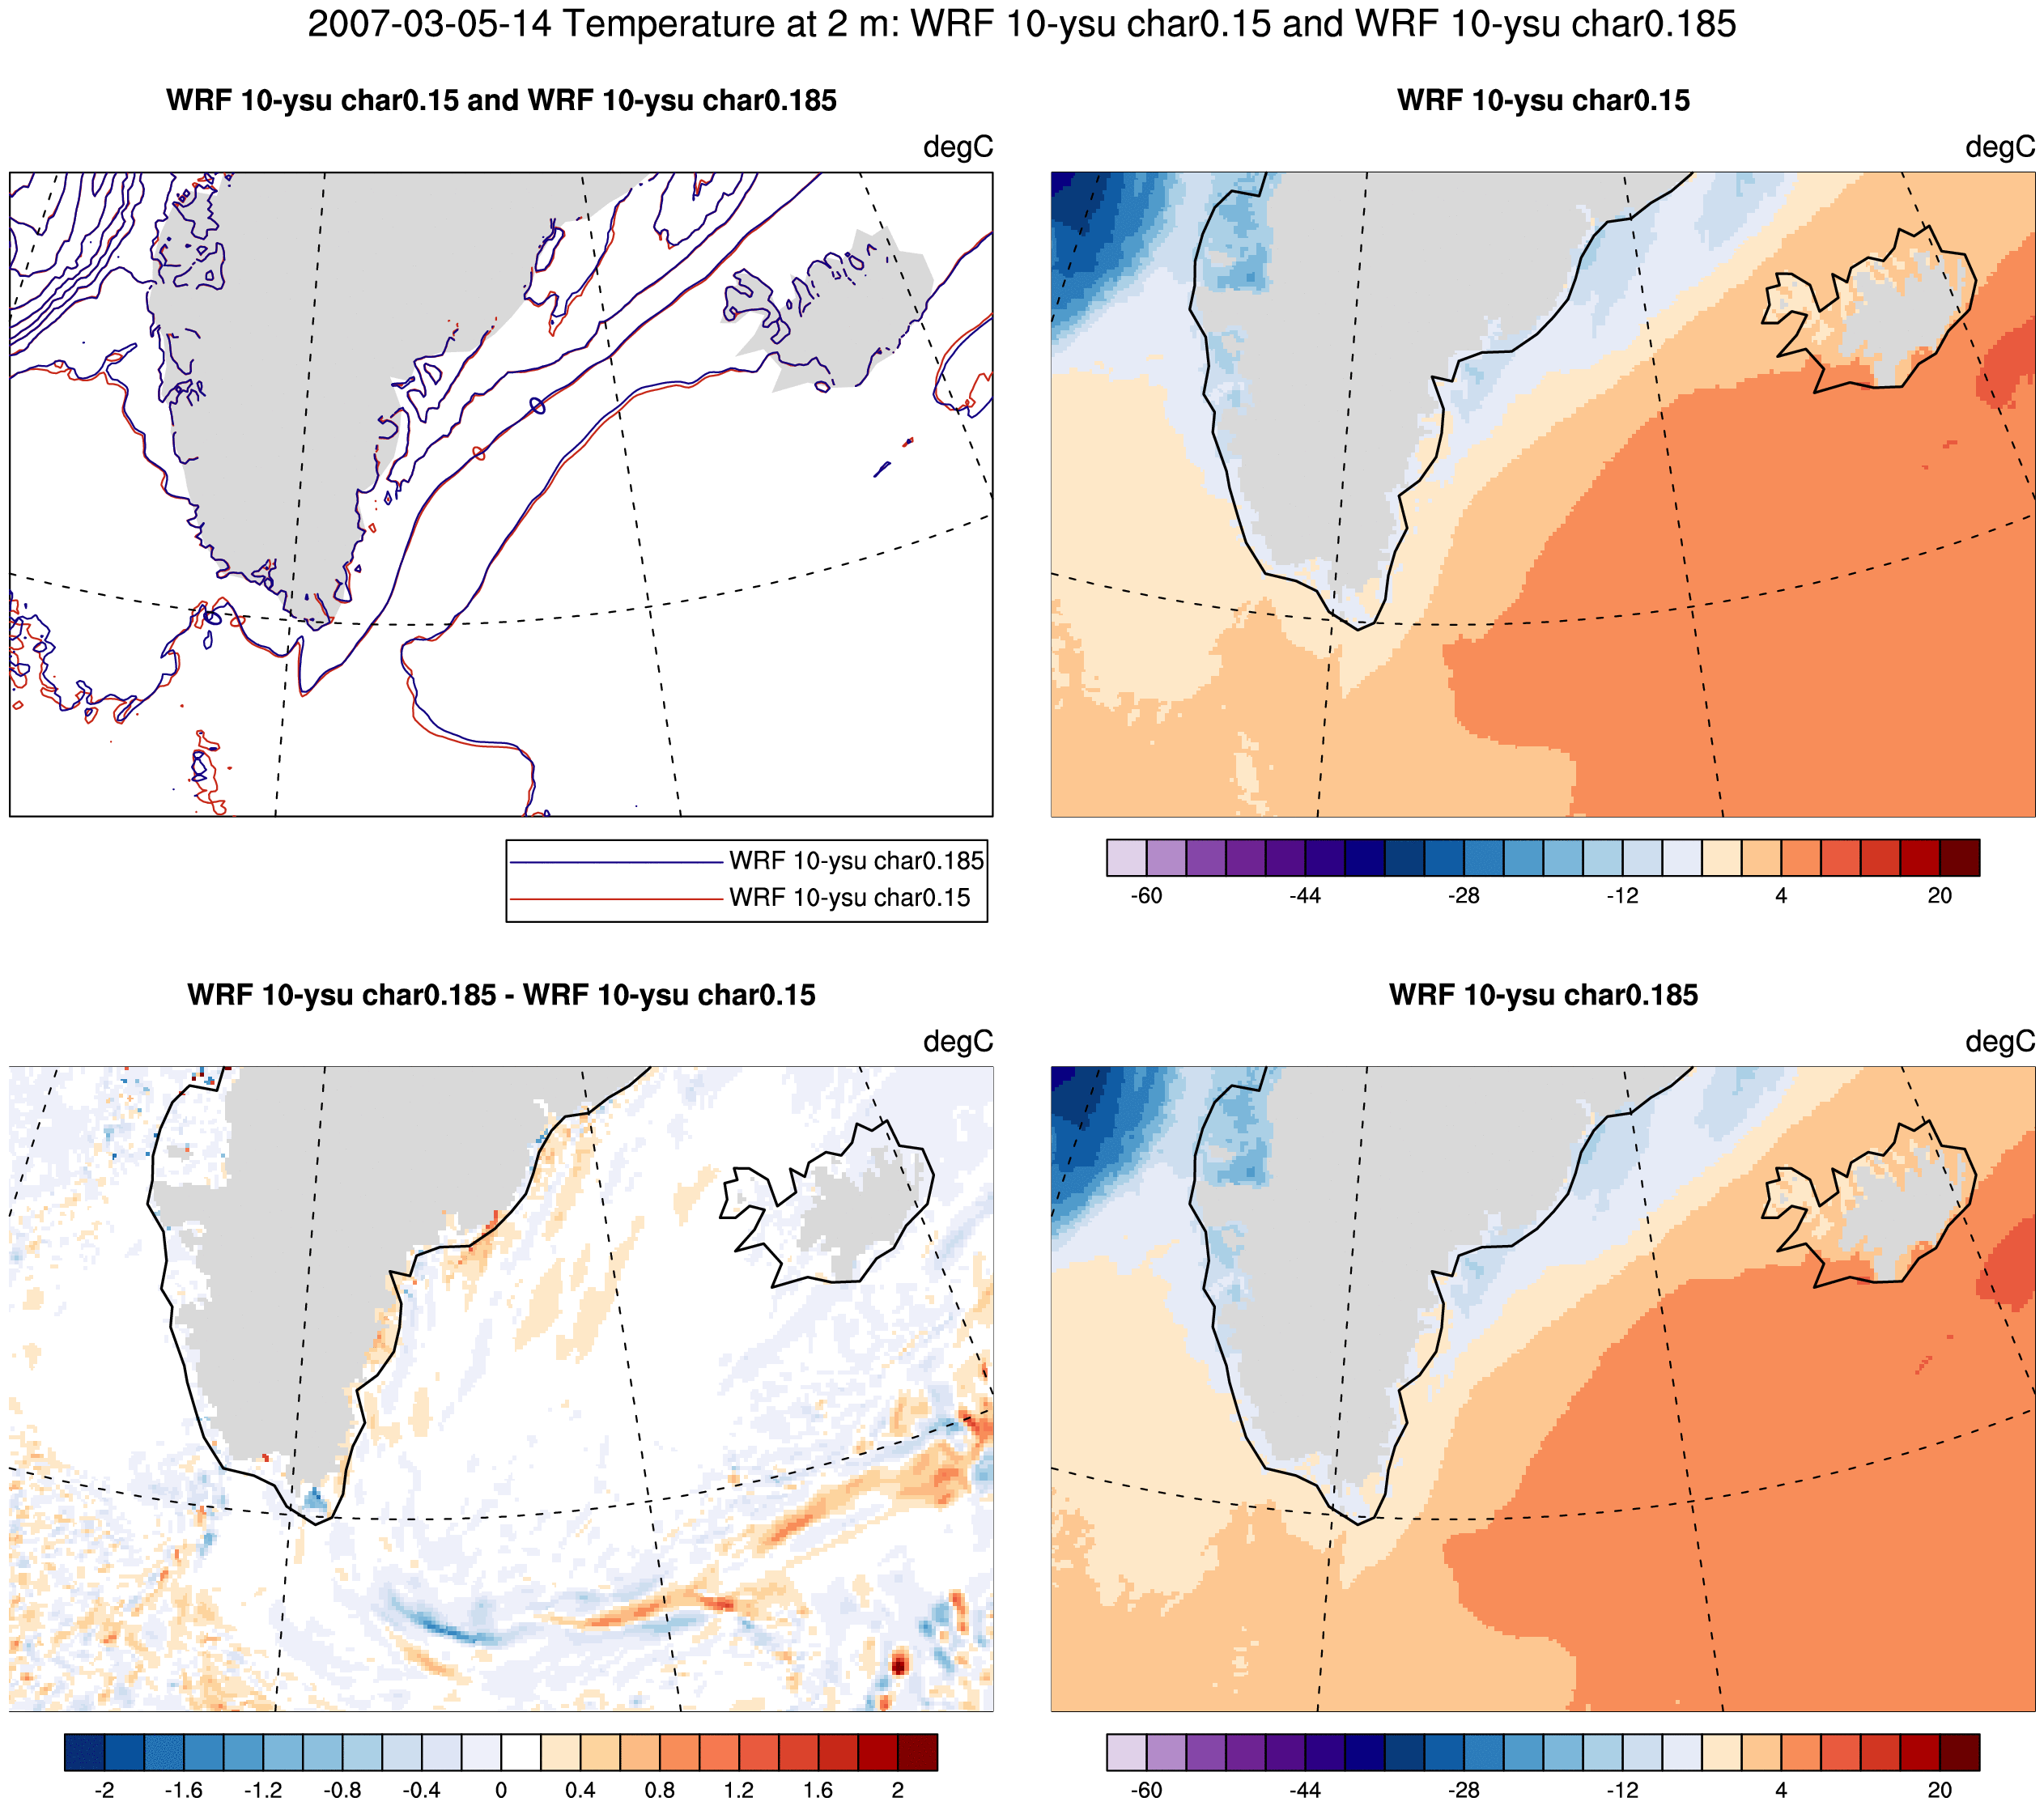 2007-03-05-14 Temperature at 2 m: WRF 10-ysu char0.15 and WRF 10-ysu char0.185
WRF 10-ysu char0.15 and WRF 10-ysu char0.185
degC
WRF 10-ysu char0.185
WRF 10-ysu char0.15
WRF 10-ysu char0.15
degC
-60 -44 -28 -12 4 20
WRF 10-ysu char0.185 - WRF 10-ysu char0.15
degC
-2 -1.6 -1.2 -0.8 -0.4 0 0.4 0.8 1.2 1.6 2
WRF 10-ysu char0.185
degC
-60 -44 -28 -12 4 20